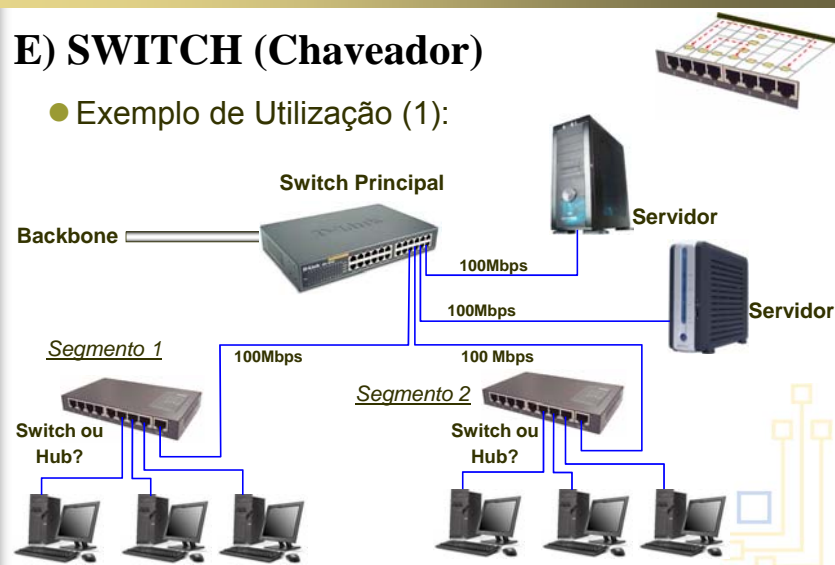 E) SWITCH (Chaveador)
Exemplo de Utilização (1):
Switch Principal
Backbone
Servidor
100Mbps
100Mbps
Servidor
Segmento 1
100Mbps
100 Mbps
Segmento 2
Switch ou
Hub?
Switch ou
Hub?
D-Link